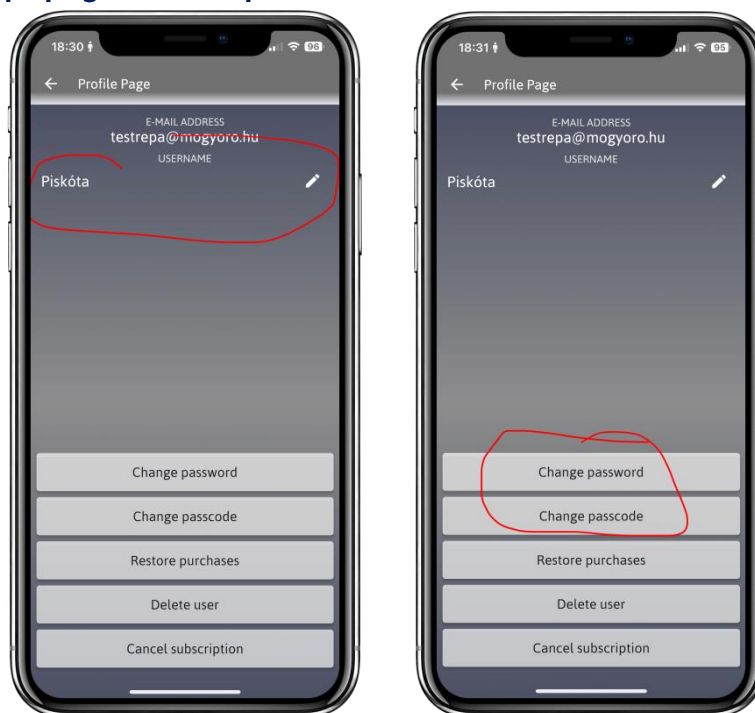 18:30
96
Profile Page
E-MAIL ADDRESS
testrepa@mogyoro.hu
USERNAME
Piskóta
Change password
Change passcode
Restore purchases
Delete user
Cancel subscription
18:31
95
Profile Page
E-MAIL ADDRESS
testrepa@mogyoro.hu
USERNAME
Piskóta
Change password
Change passcode
Restore purchases
Delete user
Cancel subscription